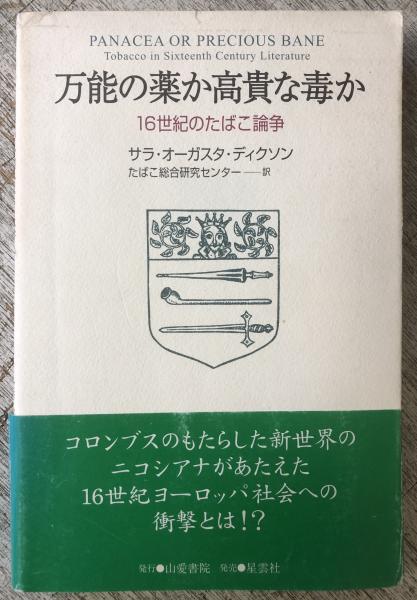 PANACEA OR PRECIOUS BANE
Tobacco in Sixteenth Century Literature
万能の薬か高貴な毒か
16世紀のたばこ論争
サラ・オーガスタ・ディクソン
たばこ総合研究センター──訳
コロンブスのもたらした新世界の
ニコシアナがあたえた
16世紀ヨーロッパ社会への
衝撃とは!?
発行●山愛書院 発売●星雲社